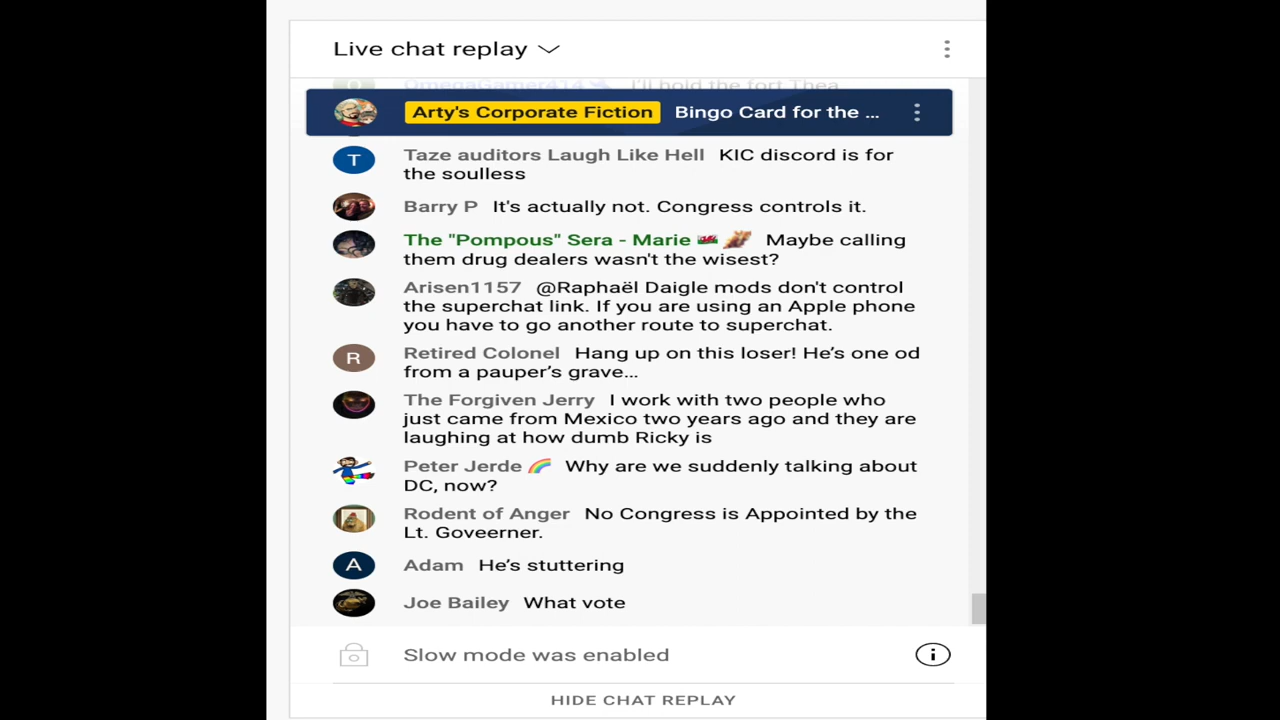 Live chat replay
OmegaGamer414 I'll hold the fort Thea
Arty's Corporate Fiction Bingo Card for the ...
T Taze auditors Laugh Like Hell KIC discord is for
the soulless
Barry P It's actually not. Congress controls it.
The "Pompous" Sera - Marie Maybe calling
them drug dealers wasn't the wisest?
Arisen1157 @Raphaël Daigle mods don't control
the superchat link. If you are using an Apple phone
you have to go another route to superchat.
R Retired Colonel Hang up on this loser! He's one od
from a pauper's grave...
The Forgiven Jerry I work with two people who
just came from Mexico two years ago and they are
laughing at how dumb Ricky is
Peter Jerde Why are we suddenly talking about
DC, now?
Rodent of Anger No Congress is Appointed by the
Lt. Goveerner.
A Adam He's stuttering
Joe Bailey What vote
Slow mode was enabled
HIDE CHAT REPLAY